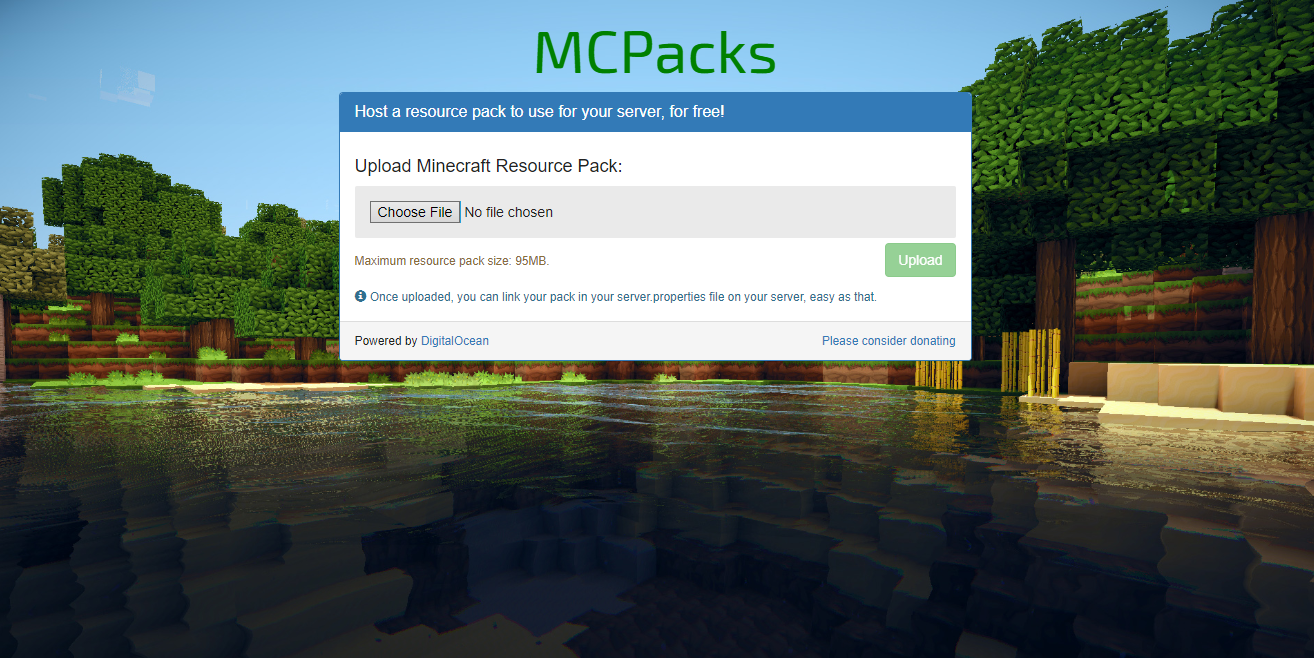 MCPacks
Host a resource pack to use for your server, for free!
Upload Minecraft Resource Pack:
Choose File No file chosen
Maximum resource pack size: 95MB.
Upload
Once uploaded, you can link your pack in your server.properties file on your server, easy as that.
Powered by DigitalOcean
Please consider donating